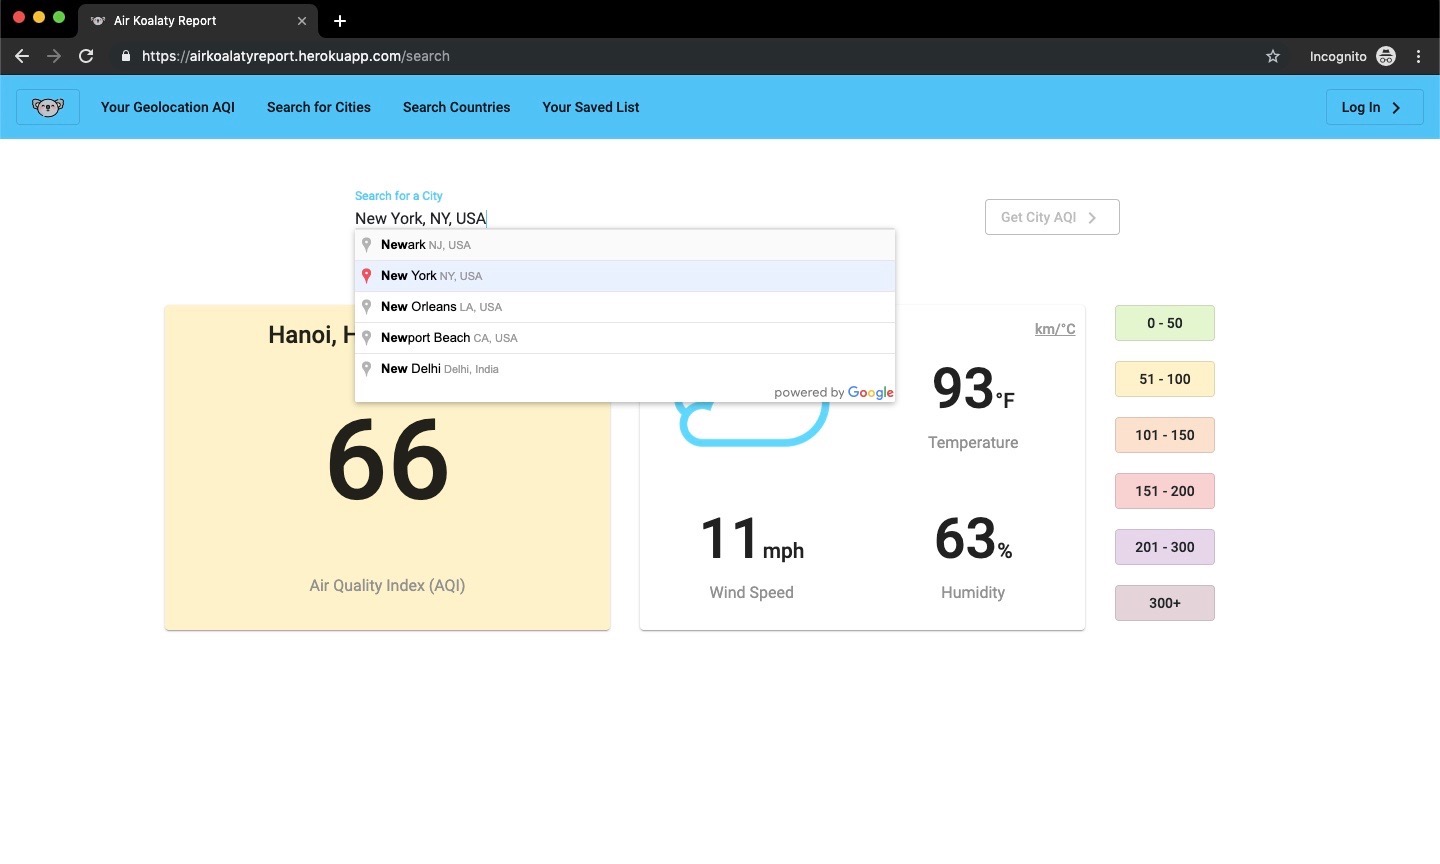 Air Koalaty Report
https://airkoalatyreport.herokuapp.com/search
Incognito
Your Geolocation AQI
Search for Cities
Search Countries
Your Saved List
Log In
Search for a City
New York, NY, USA
Get City AQI
Newark NJ, USA
New York NY, USA
New Orleans LA, USA
Newport Beach CA, USA
New Delhi Delhi, India
powered by Google
Hanoi, H
66
Air Quality Index (AQI)
km/°C
93°F
Temperature
11mph
Wind Speed
63%
Humidity
0 - 50
51 - 100
101 - 150
151 - 200
201 - 300
300+